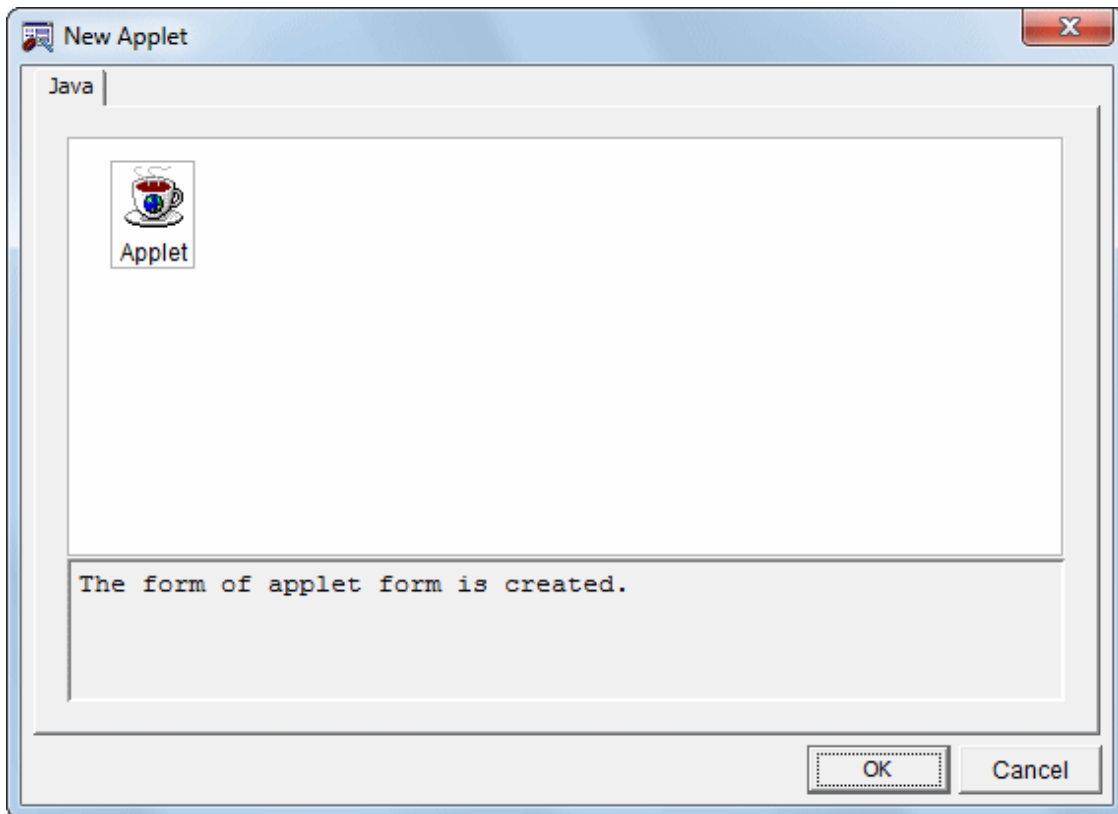 New Applet
Java
Applet
The form of applet form is created.
OK
Cancel